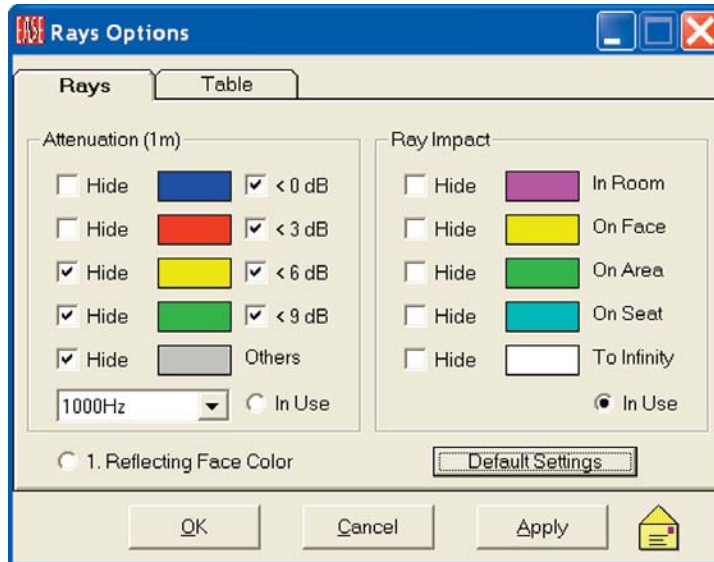 EASE Rays Options
Rays Table
Attenuation (1m)
Hide < 0 dB
Hide < 3 dB
Hide < 6 dB
Hide < 9 dB
Hide Others
1000Hz In Use
Ray Impact
Hide In Room
Hide On Face
Hide On Area
Hide On Seat
Hide To Infinity
In Use
1. Reflecting Face Color Default Settings
OK Cancel Apply